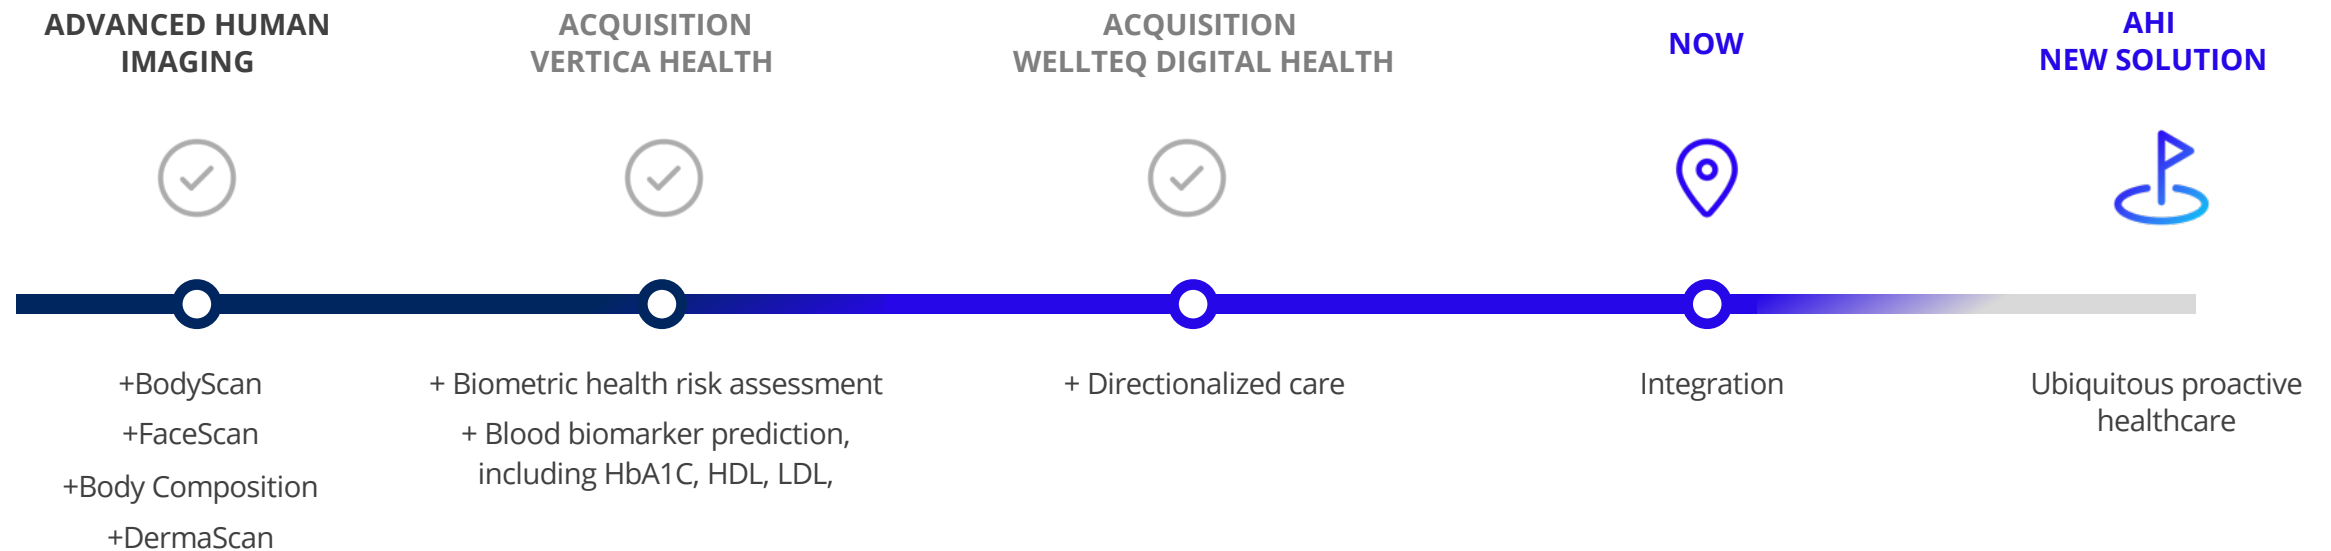 ADVANCED HUMAN
IMAGING
ACQUISITION
VERTICA HEALTH
ACQUISITION
WELLTEQ DIGITAL HEALTH
NOW
AHI
NEW SOLUTION
+BodyScan
+FaceScan
+Body Composition
+DermaScan
+ Biometric health risk assessment
+ Blood biomarker prediction,
including HbA1C, HDL, LDL,
+ Directionalized care
Integration
Ubiquitous proactive
healthcare